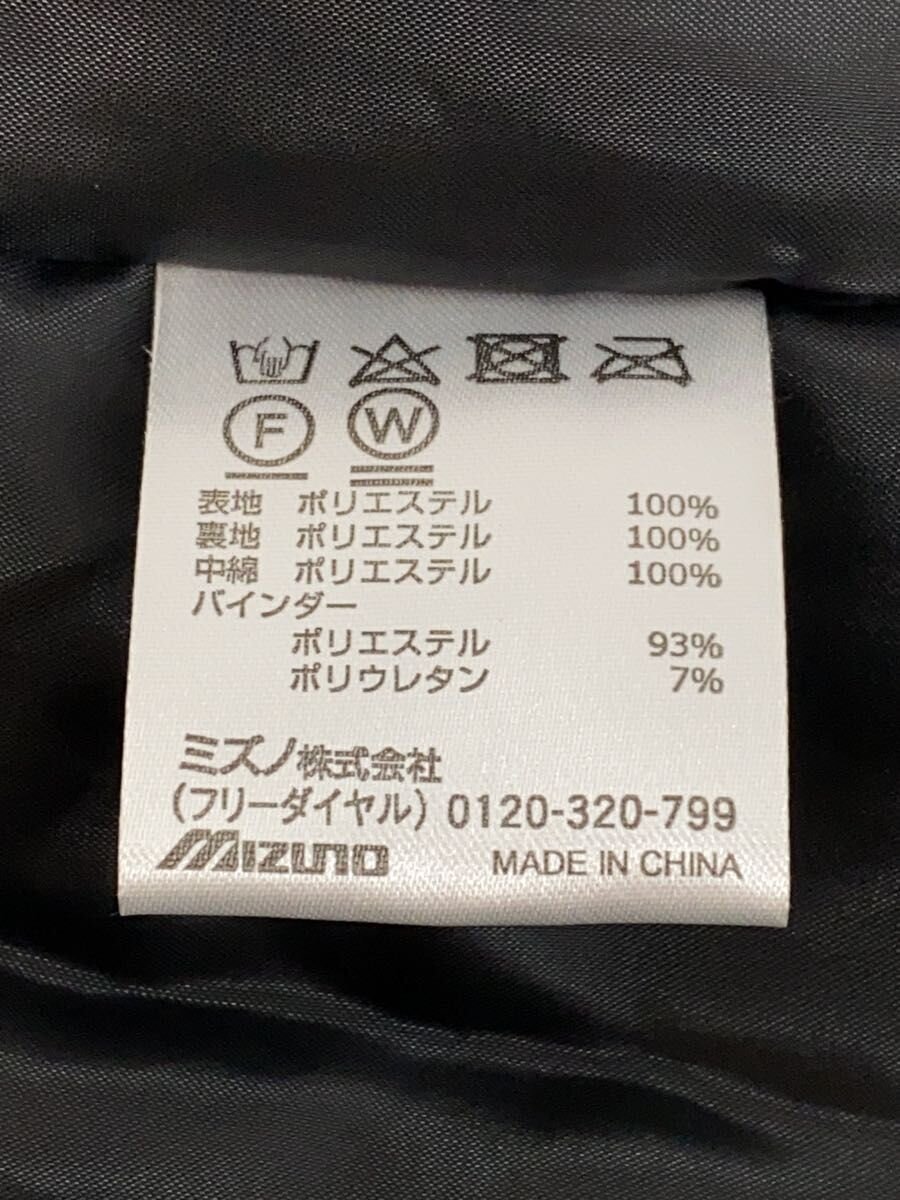 F W
表地 ポリエステル 100%
裏地 ポリエステル 100%
中綿 ポリエステル 100%
バインダー
ポリエステル 93%
ポリウレタン 7%
ミズノ株式会社
(フリーダイヤル) 0120-320-799
MIZUNO MADE IN CHINA